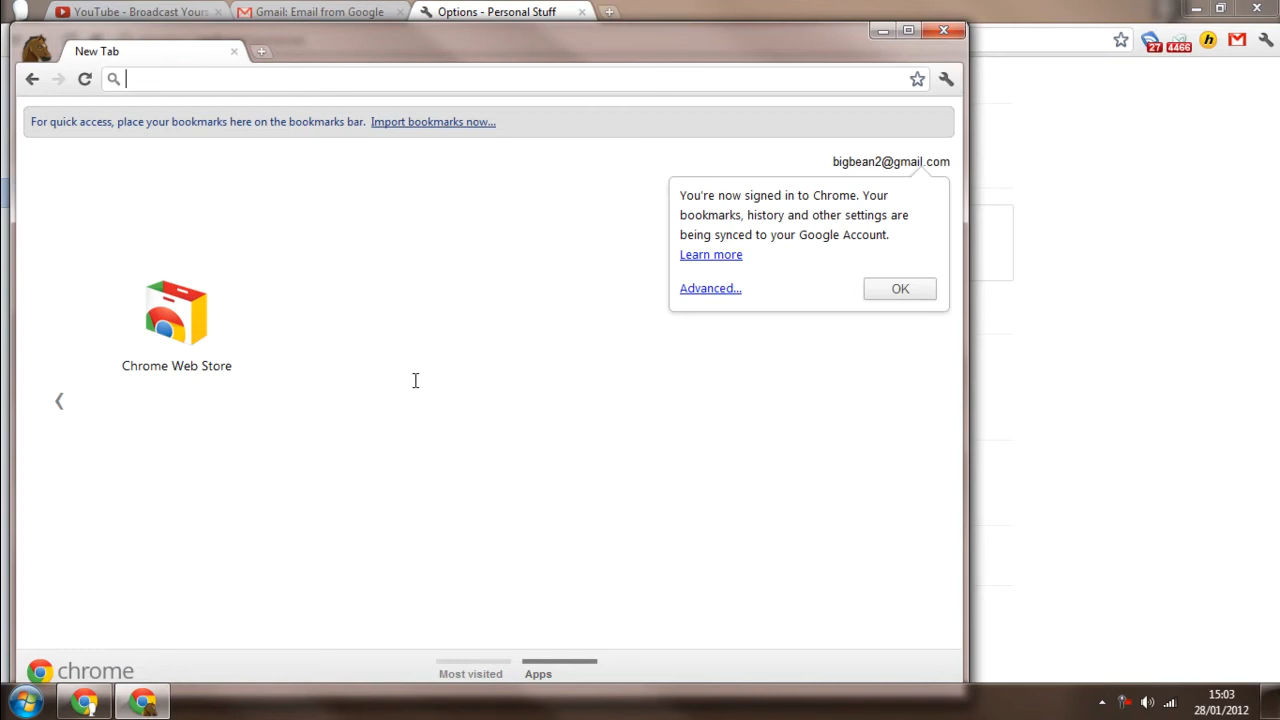 YouTube - Broadcast Yours
Gmail: Email from Google
Options - Personal Stuff
New Tab
27
4466
h
For quick access, place your bookmarks here on the bookmarks bar. Import bookmarks now...
bigbean2@gmail.com
You're now signed in to Chrome. Your
bookmarks, history and other settings are
being synced to your Google Account.
Learn more
Advanced...
OK
Chrome Web Store
chrome
Most visited
Apps
15:03
28/01/2012